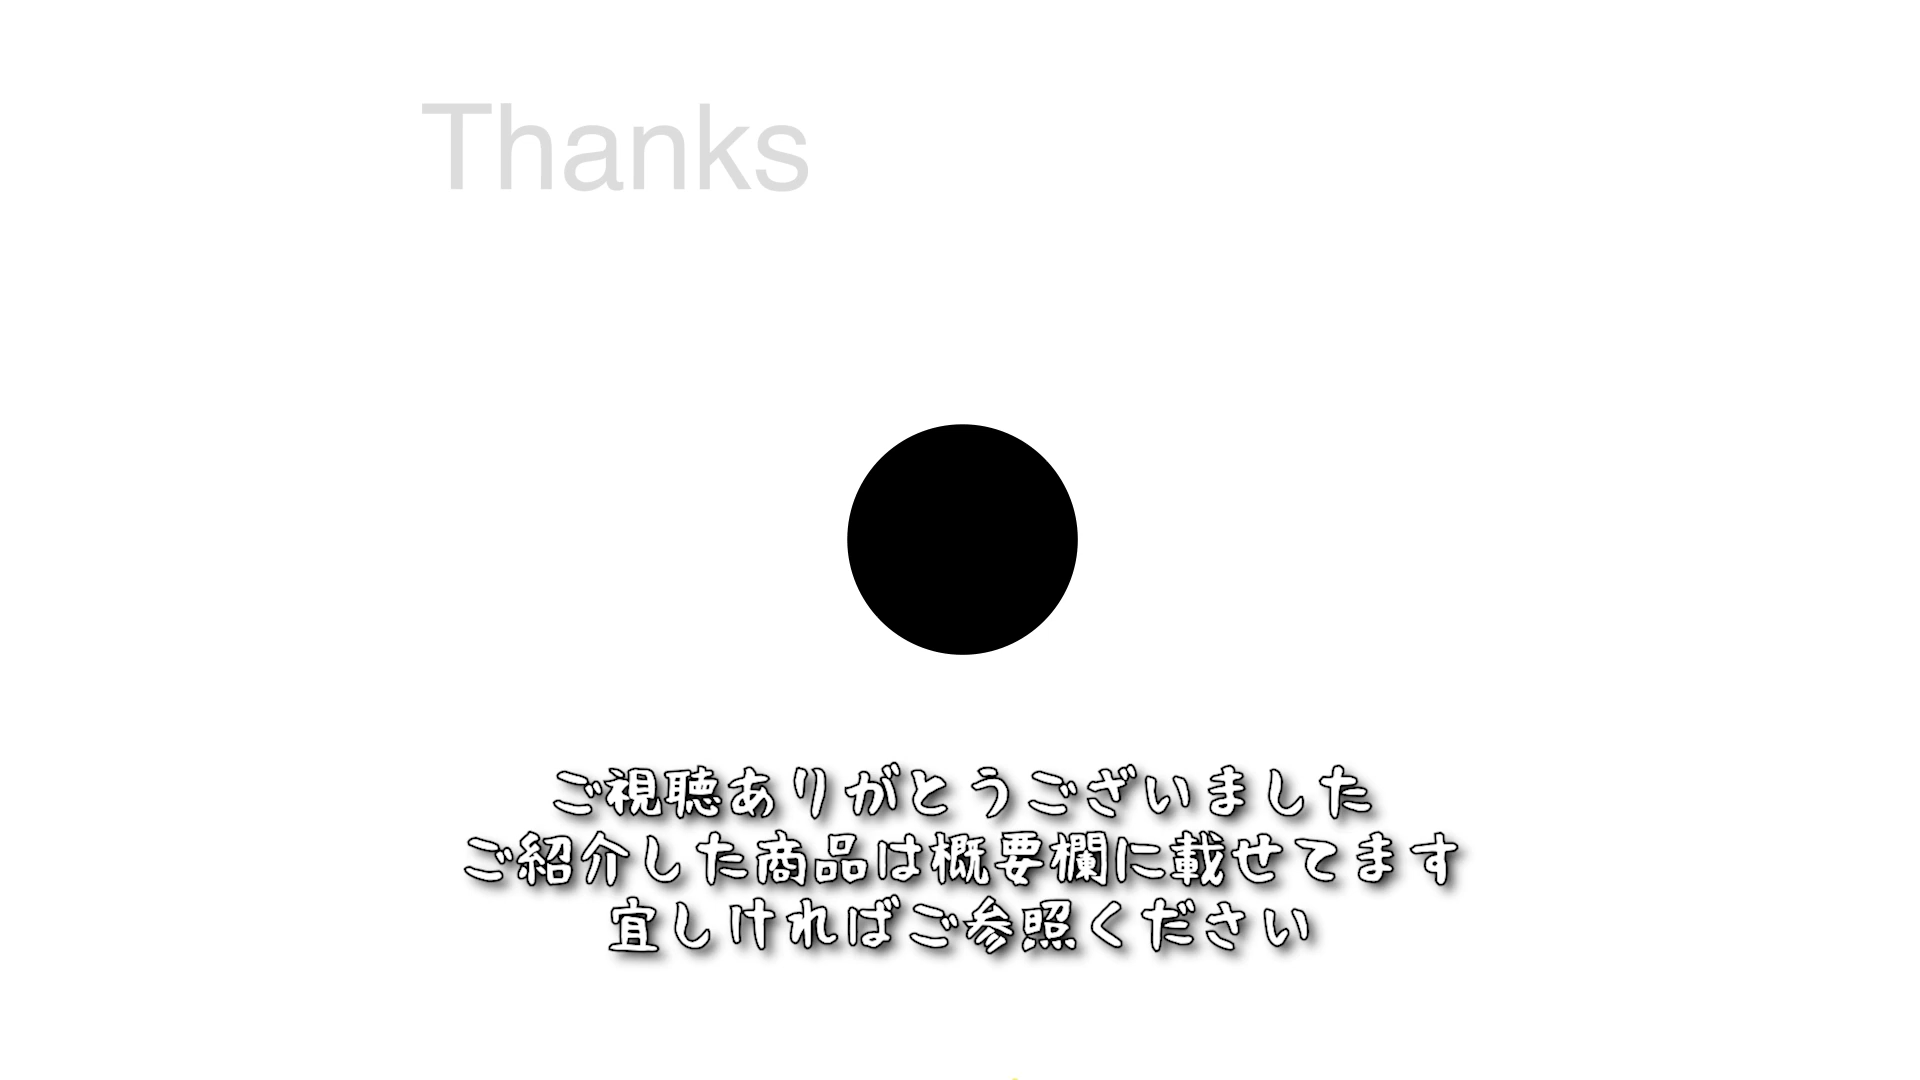 Thanks
ご視聴ありがとうございました
ご紹介した商品は概要欄に載せてます
宜しければご参照ください